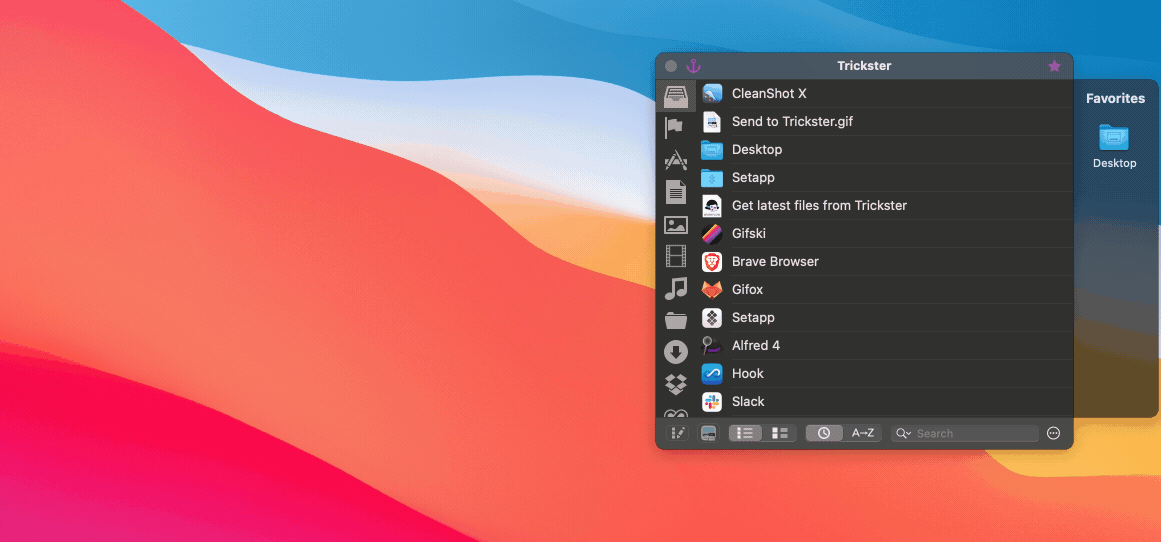 Trickster
CleanShot X
Send to Trickster.gif
Desktop
Setapp
Get latest files from Trickster
Gifski
Brave Browser
Gifox
Setapp
Alfred 4
Hook
Slack
A→Z
Search
Favorites
Desktop